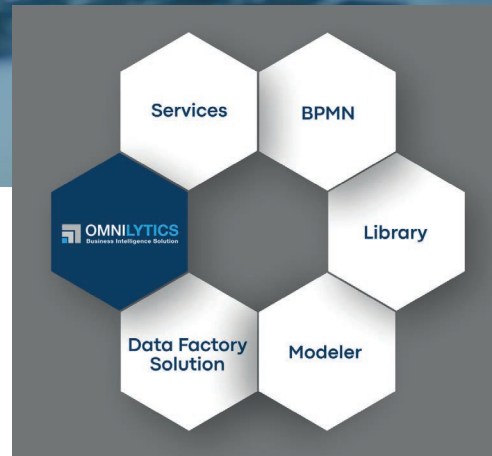 Services
BPMN
OMNILYTICS
Business Intelligence Solution
Library
Data Factory
Solution
Modeler